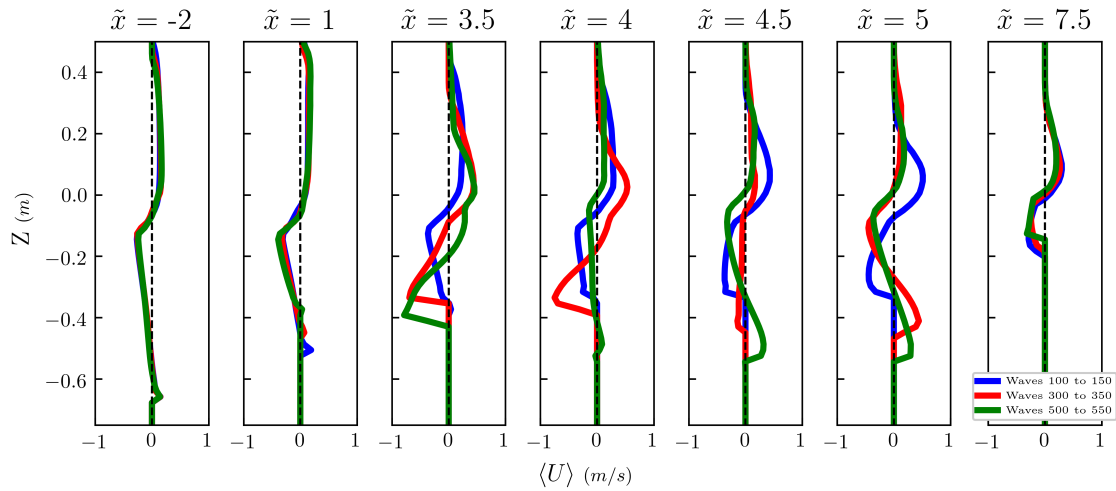 x̃ = -2
x̃ = 1
x̃ = 3.5
x̃ = 4
x̃ = 4.5
x̃ = 5
x̃ = 7.5
Z (m)
0.4
0.2
0.0
−0.2
−0.4
−0.6
−1 0 1
−1 0 1
−1 0 1
−1 0 1
−1 0 1
−1 0 1
−1 0 1
Waves 100 to 150
Waves 300 to 350
Waves 500 to 550
⟨U⟩ (m/s)